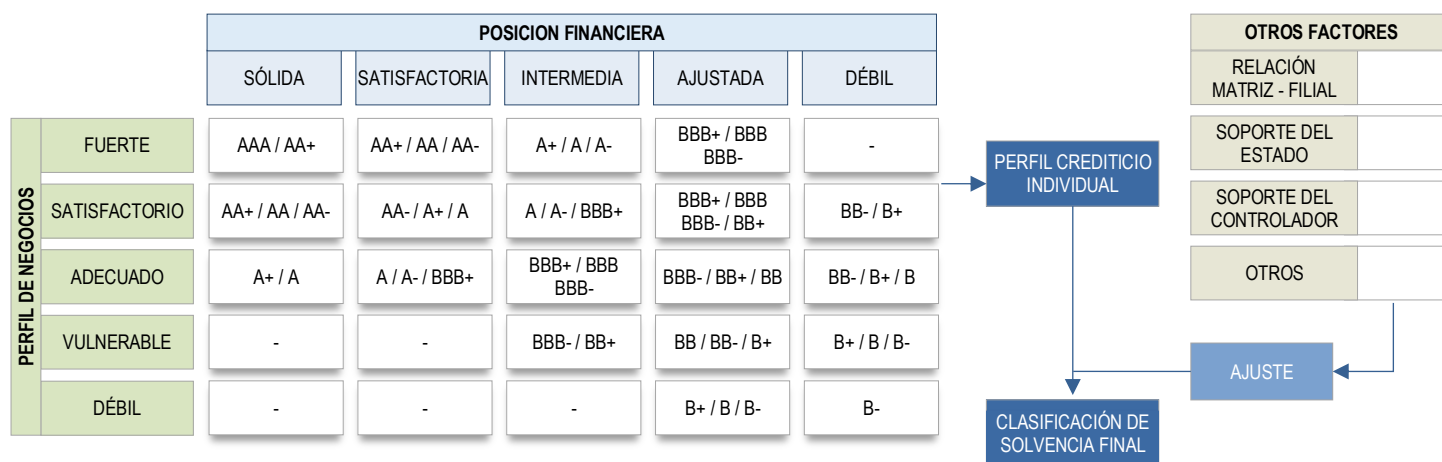 POSICION FINANCIERA
SÓLIDA
SATISFACTORIA
INTERMEDIA
AJUSTADA
DÉBIL
PERFIL DE NEGOCIOS
FUERTE
AAA / AA+
AA+ / AA / AA-
A+ / A / A-
BBB+ / BBB
BBB-
-
SATISFACTORIO
AA+ / AA / AA-
AA- / A+ / A
A / A- / BBB+
BBB+ / BBB
BBB- / BB+
BB- / B+
ADECUADO
A+ / A
A / A- / BBB+
BBB+ / BBB
BBB-
BBB- / BB+ / BB
BB- / B+ / B
VULNERABLE
-
-
BBB- / BB+
BB / BB- / B+
B+ / B / B-
DÉBIL
-
-
-
B+ / B / B-
B-
PERFIL CREDITICIO
INDIVIDUAL
CLASIFICACIÓN DE
SOLVENCIA FINAL
OTROS FACTORES
RELACIÓN
MATRIZ - FILIAL
SOPORTE DEL
ESTADO
SOPORTE DEL
CONTROLADOR
OTROS
AJUSTE